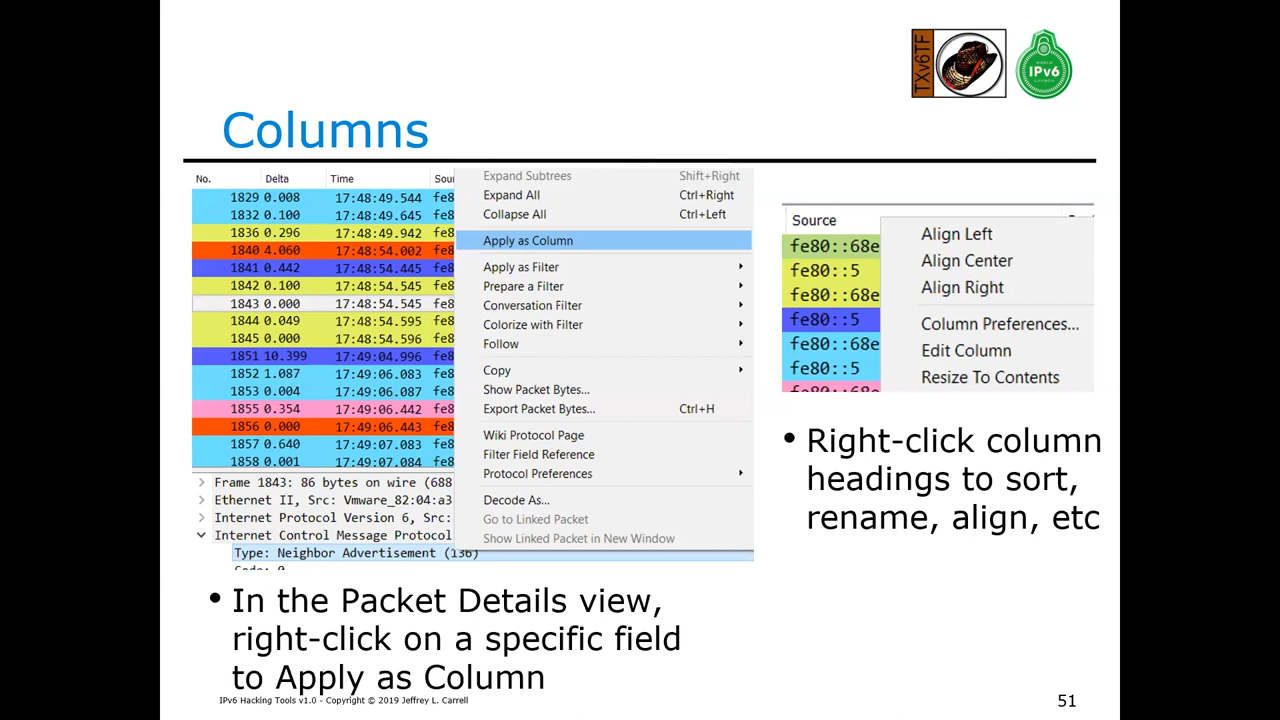 TXv6TF
WORLD
IPv6
LAUNCH
Columns
No. Delta Time Sou
1829 0.008 17:48:49.544 fe8
1832 0.100 17:48:49.645 fe8
1836 0.296 17:48:49.942 fe8
1840 4.060 17:48:54.002 fe8
1841 0.442 17:48:54.445 fe8
1842 0.100 17:48:54.545 fe8
1843 0.000 17:48:54.545 fe8
1844 0.049 17:48:54.595 fe8
1845 0.000 17:48:54.596 fe8
1851 10.399 17:49:04.996 fe8
1852 1.087 17:49:06.083 fe8
1853 0.004 17:49:06.087 fe8
1855 0.354 17:49:06.442 fe8
1856 0.000 17:49:06.443 fe8
1857 0.640 17:49:07.083 fe8
1858 0.001 17:49:07.084 fe8
Frame 1843: 86 bytes on wire (688
Ethernet II, Src: Vmware_82:04:a3
Internet Protocol Version 6, Src:
Internet Control Message Protocol
Type: Neighbor Advertisement (136)
Code: 0
Expand Subtrees Shift+Right
Expand All Ctrl+Right
Collapse All Ctrl+Left
Apply as Column
Apply as Filter
Prepare a Filter
Conversation Filter
Colorize with Filter
Follow
Copy
Show Packet Bytes...
Export Packet Bytes... Ctrl+H
Wiki Protocol Page
Filter Field Reference
Protocol Preferences
Decode As...
Go to Linked Packet
Show Linked Packet in New Window
Source
fe80::68e
fe80::5
fe80::68e
fe80::5
fe80::68e
fe80::5
fe80::68e
Align Left
Align Center
Align Right
Column Preferences...
Edit Column
Resize To Contents
• Right-click column
headings to sort,
rename, align, etc
• In the Packet Details view,
right-click on a specific field
to Apply as Column
IPv6 Hacking Tools v1.0 - Copyright © 2019 Jeffrey L. Carrell
51